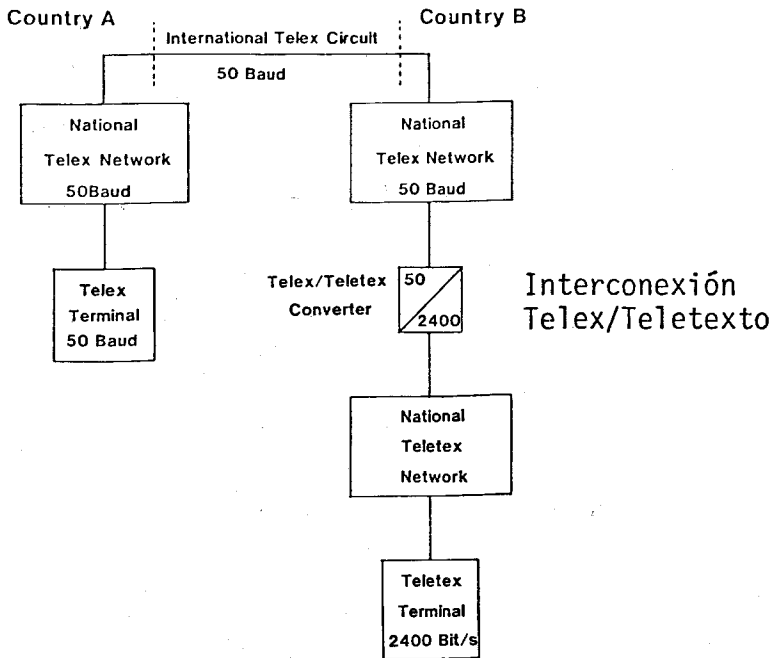 Country A
Country B
International Telex Circuit
50 Baud
National
Telex Network
50Baud
National
Telex Network
50 Baud
Telex
Terminal
50 Baud
Telex/Teletex
Converter
50
2400
Interconexión
Telex/Teletexto
National
Teletex
Network
Teletex
Terminal
2400 Bit/s